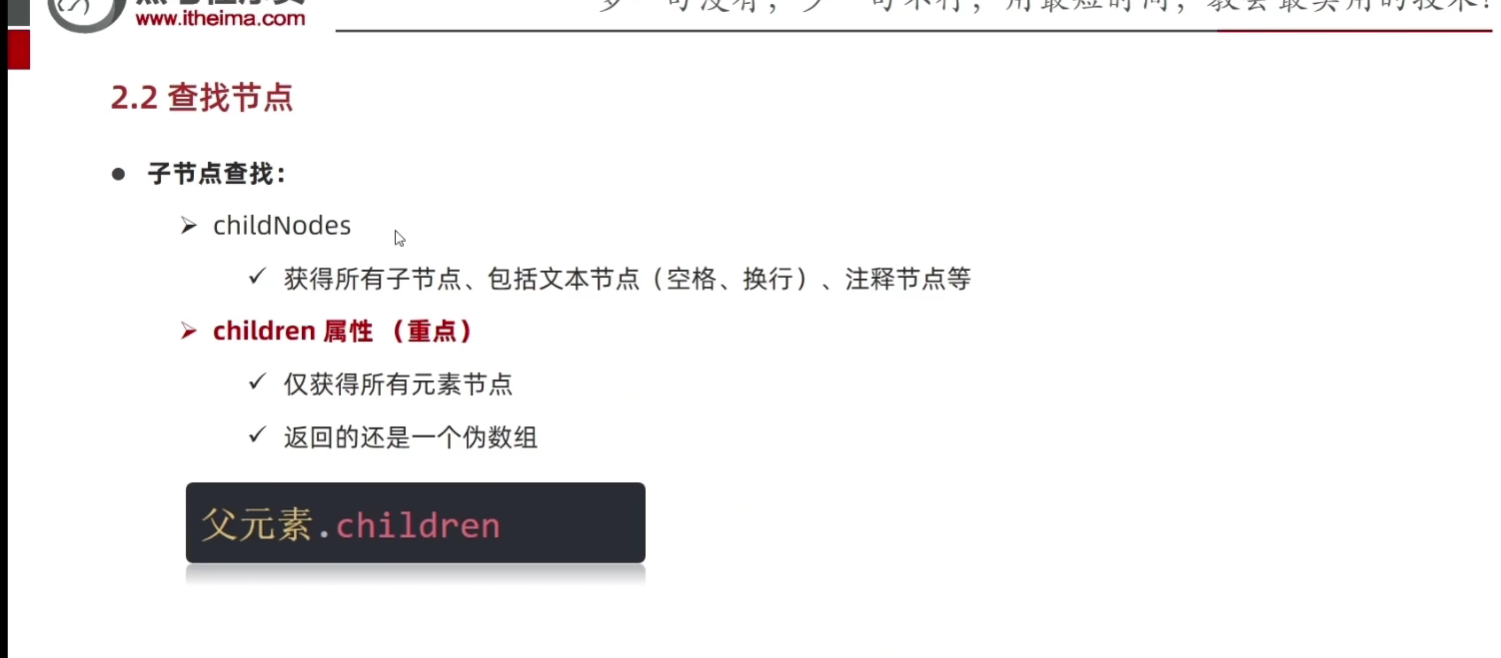 www.itheima.com
2.2 查找节点
● 子节点查找：
➢ childNodes
✓ 获得所有子节点、包括文本节点（空格、换行）、注释节点等
➢ children 属性 （重点）
✓ 仅获得所有元素节点
✓ 返回的还是一个伪数组
父元素.children